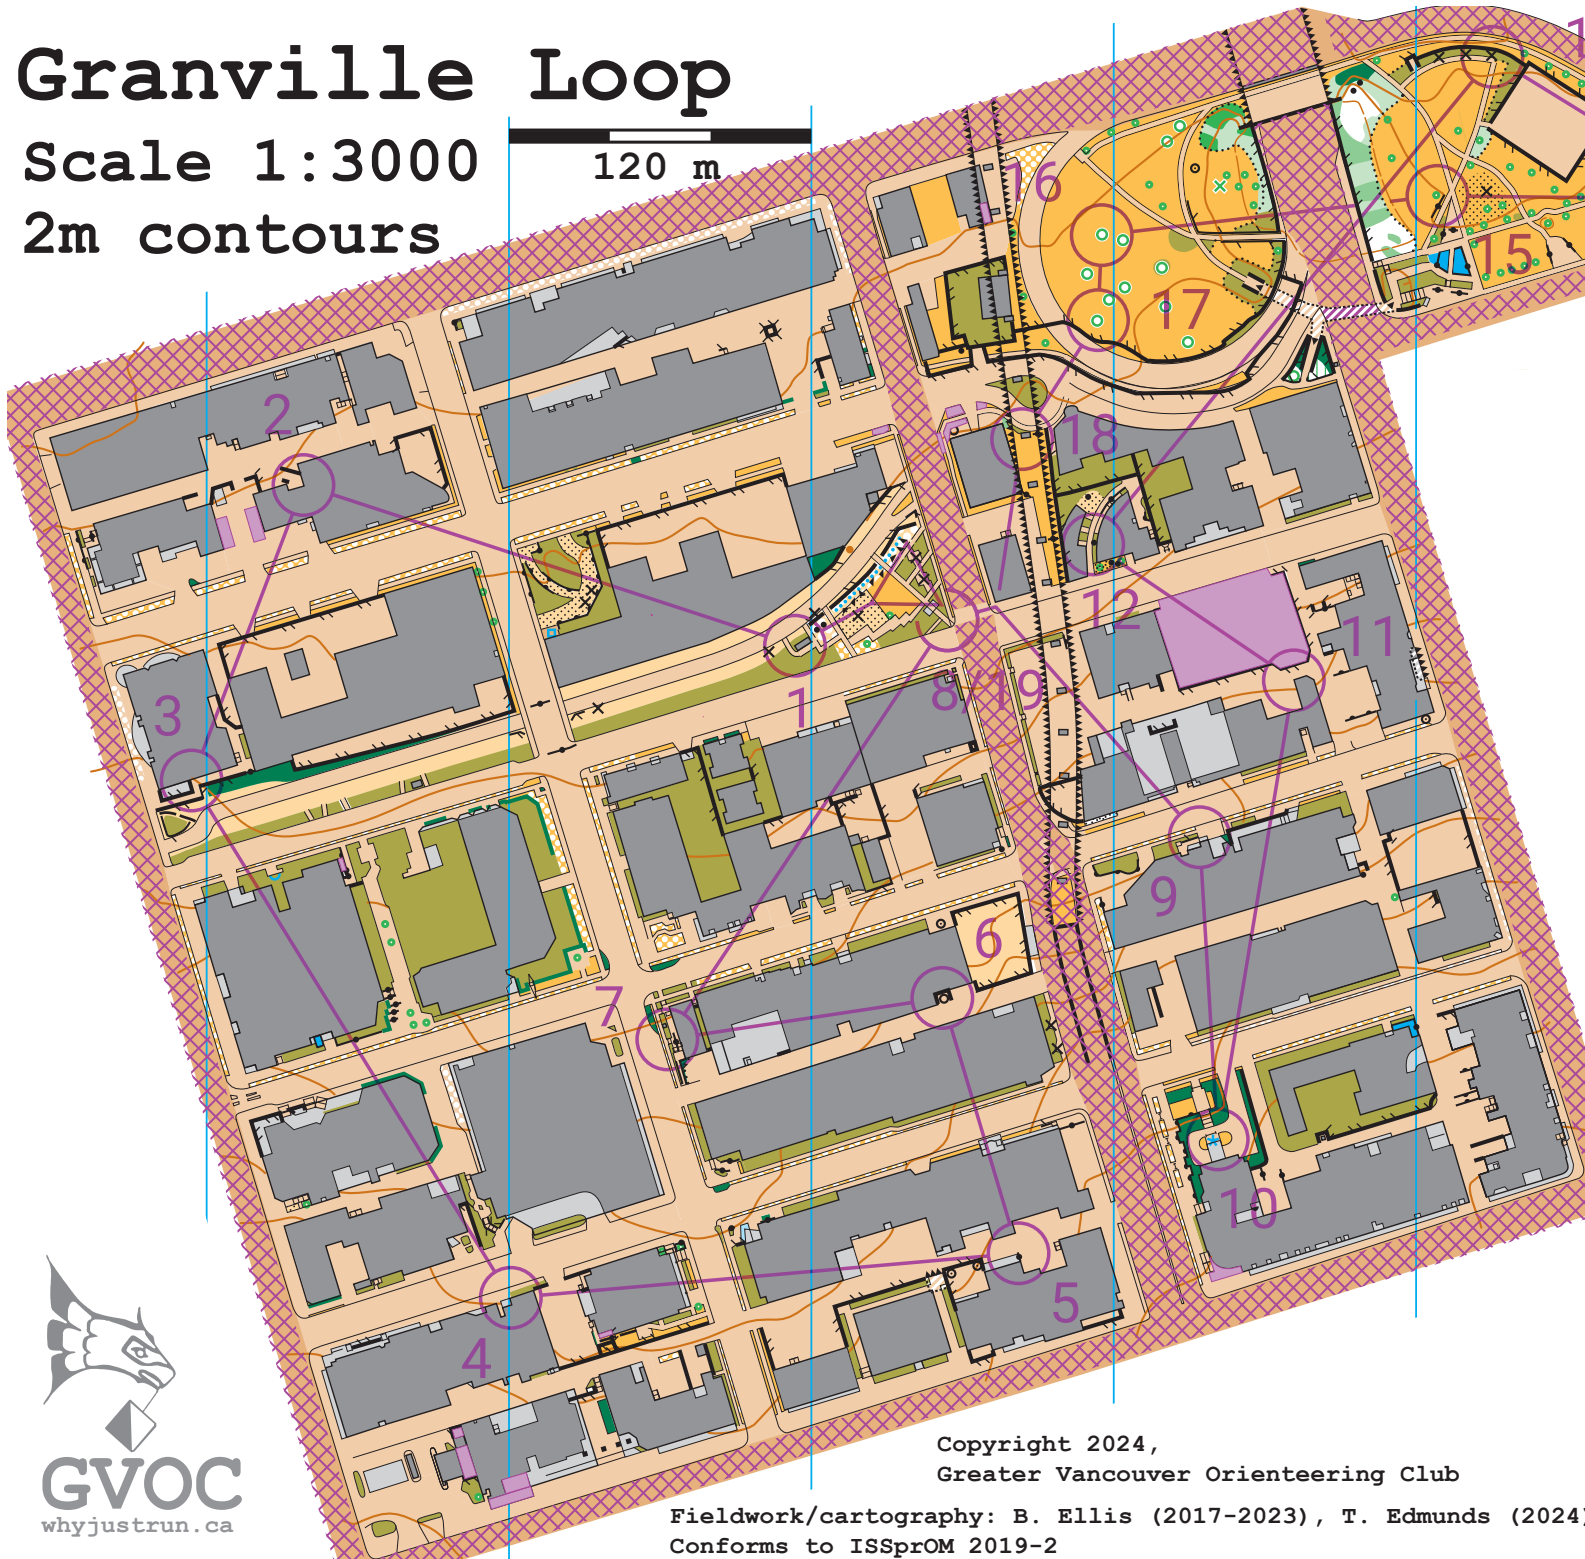 Granville Loop
Scale 1:3000
120 m
2m contours
1
16
15
17
2
18
12
11
3
1
8/19
9
6
7
10
5
4
GVOC
whyjustrun.ca
Copyright 2024,
Greater Vancouver Orienteering Club
Fieldwork/cartography: B. Ellis (2017-2023), T. Edmunds (2024)
Conforms to ISSprOM 2019-2